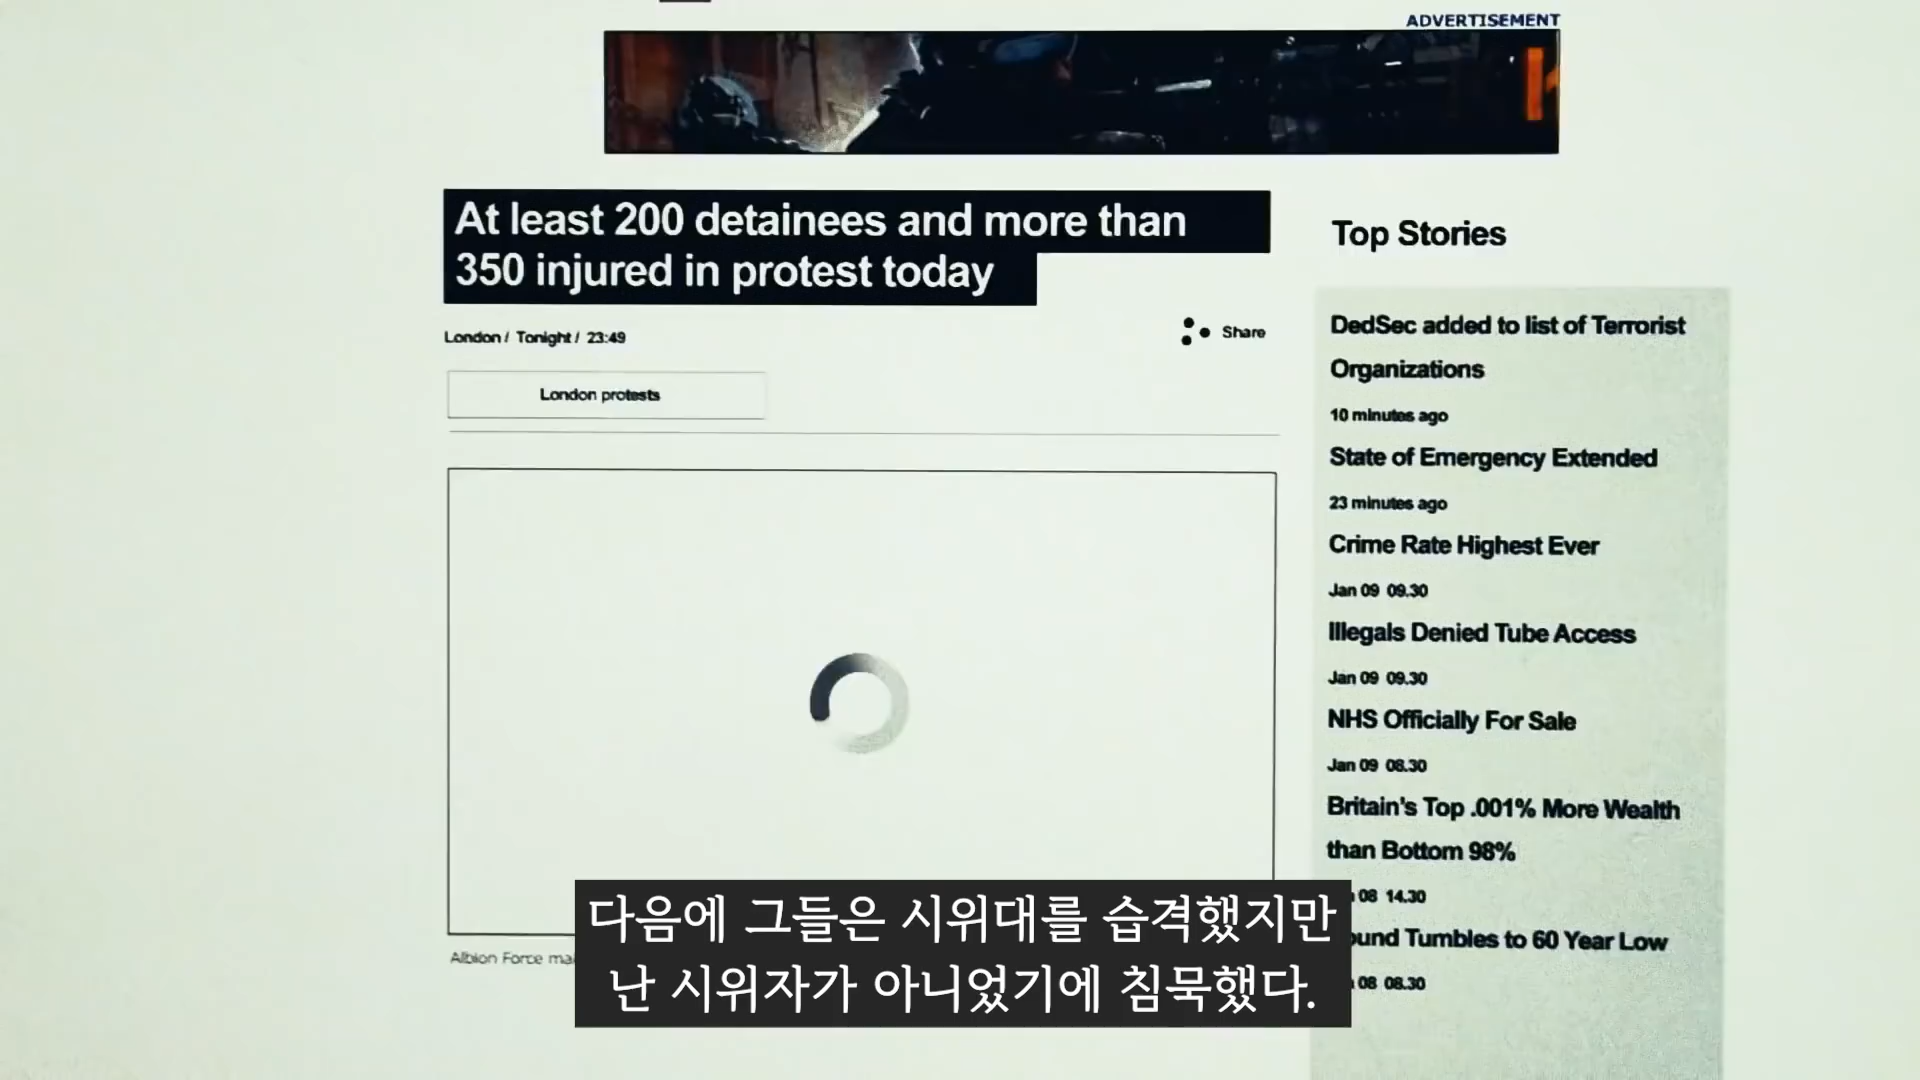 ADVERTISEMENT
At least 200 detainees and more than
350 injured in protest today
London / Tonight / 23:49
Share
London protests
Albion Force
Top Stories
DedSec added to list of Terrorist
Organizations
10 minutes ago
State of Emergency Extended
23 minutes ago
Crime Rate Highest Ever
Jan 09 09.30
Illegals Denied Tube Access
Jan 09 09.30
NHS Officially For Sale
Jan 09 08.30
Britain's Top .001% More Wealth
than Bottom 98%
08 14.30
Tumbles to 60 Year Low
08 08.30
다음에 그들은 시위대를 습격했지만
난 시위자가 아니었기에 침묵했다.